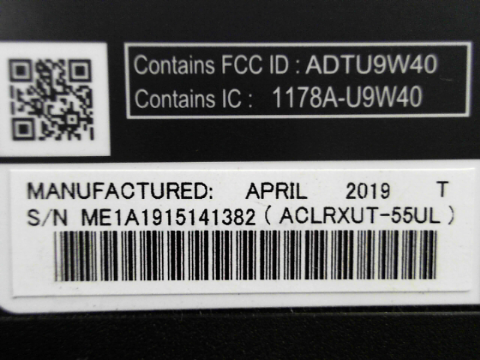 Contains FCC ID : ADTU9W40
Contains IC : 1178A-U9W40
MANUFACTURED: APRIL 2019 T
S/N ME1A1915141382 ( ACLRXUT-55UL )